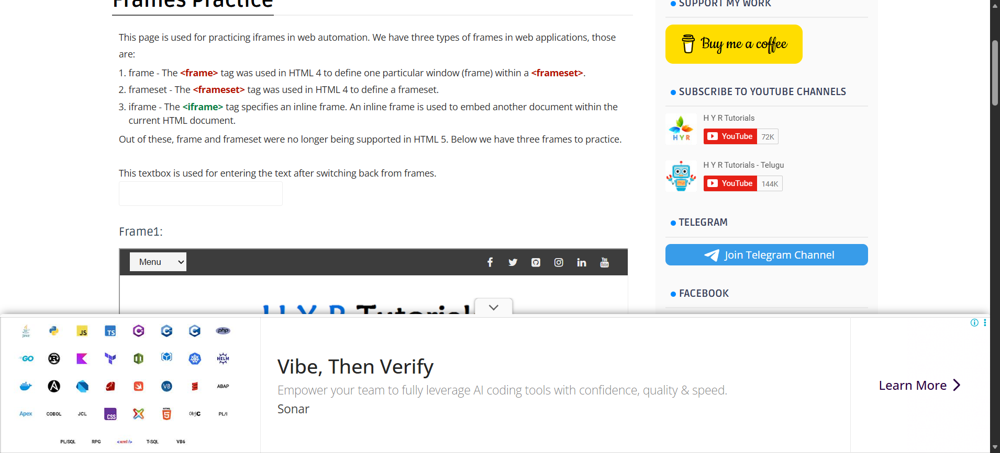 Frames Practice
This page is used for practicing iframes in web automation. We have three types of frames in web applications, those
are:
1. frame - The <frame> tag was used in HTML 4 to define one particular window (frame) within a <frameset>.
2. frameset - The <frameset> tag was used in HTML 4 to define a frameset.
3. iframe - The <iframe> tag specifies an inline frame. An inline frame is used to embed another document within the
current HTML document.
Out of these, frame and frameset were no longer being supported in HTML 5. Below we have three frames to practice.
This textbox is used for entering the text after switching back from frames.
Frame1:
Menu
You
Tube
H Y R Tutorials
SUPPORT MY WORK
Buy me a coffee
SUBSCRIBE TO YOUTUBE CHANNELS
H Y R Tutorials
HYR
YouTube 72K
H Y R Tutorials - Telugu
YouTube 144K
TELEGRAM
Join Telegram Channel
FACEBOOK
Java JS TS C C++ C php
GO R HELM
A VB ABAP
Apex COBOL JCL CSS HTML 5 ObjC PL/I
PL/SQL RPG <xml/> T-SQL VB6
Vibe, Then Verify
Empower your team to fully leverage AI coding tools with confidence, quality & speed.
Sonar
Learn More